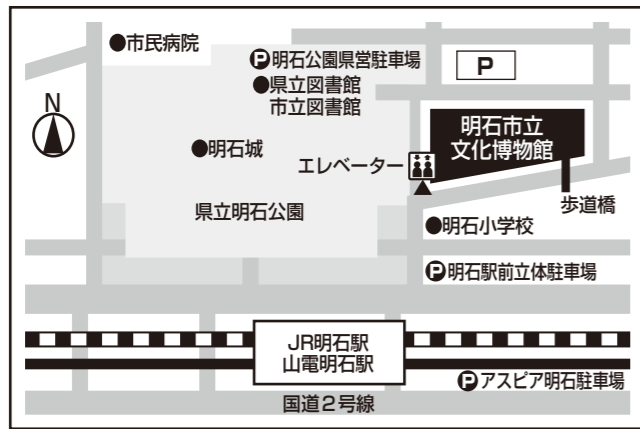 市民病院
P 明石公園県営駐車場
県立図書館
市立図書館
P
N
明石城
明石市立
文化博物館
エレベーター
県立明石公園
歩道橋
明石小学校
P 明石駅前立体駐車場
JR明石駅
山電明石駅
P アスピア明石駐車場
国道2号線